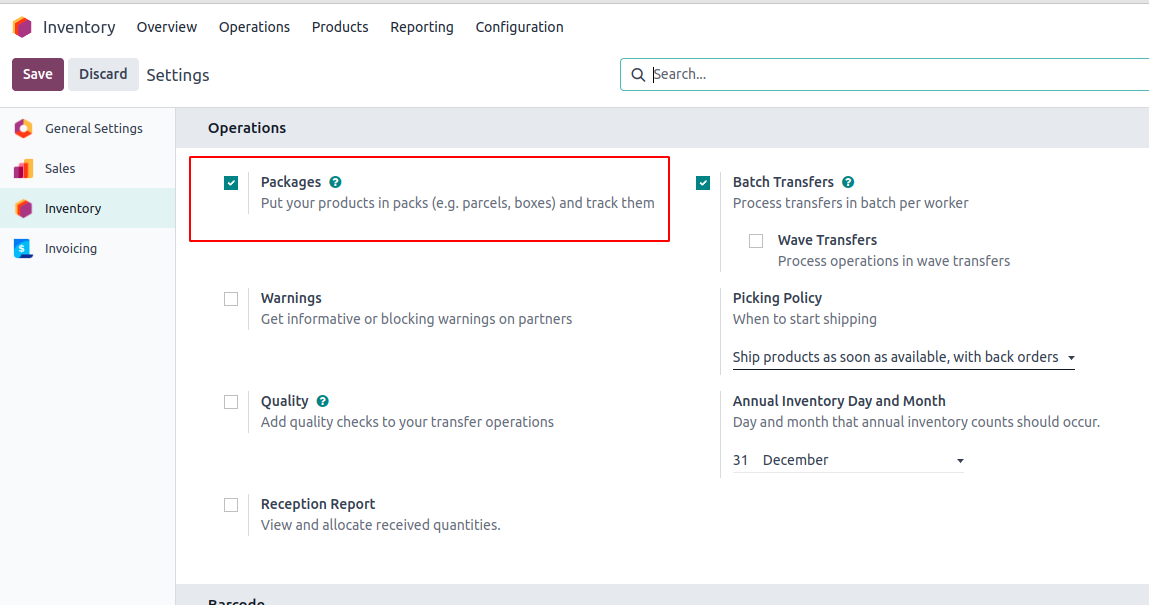 Inventory Overview Operations Products Reporting Configuration
Save Discard Settings Search...
General Settings
Sales
Inventory
Invoicing
Operations
Packages ?
Put your products in packs (e.g. parcels, boxes) and track them
Batch Transfers ?
Process transfers in batch per worker
Wave Transfers
Process operations in wave transfers
Warnings
Get informative or blocking warnings on partners
Picking Policy
When to start shipping
Ship products as soon as available, with back orders
Quality ?
Add quality checks to your transfer operations
Annual Inventory Day and Month
Day and month that annual inventory counts should occur.
31 December
Reception Report
View and allocate received quantities.
Barcode